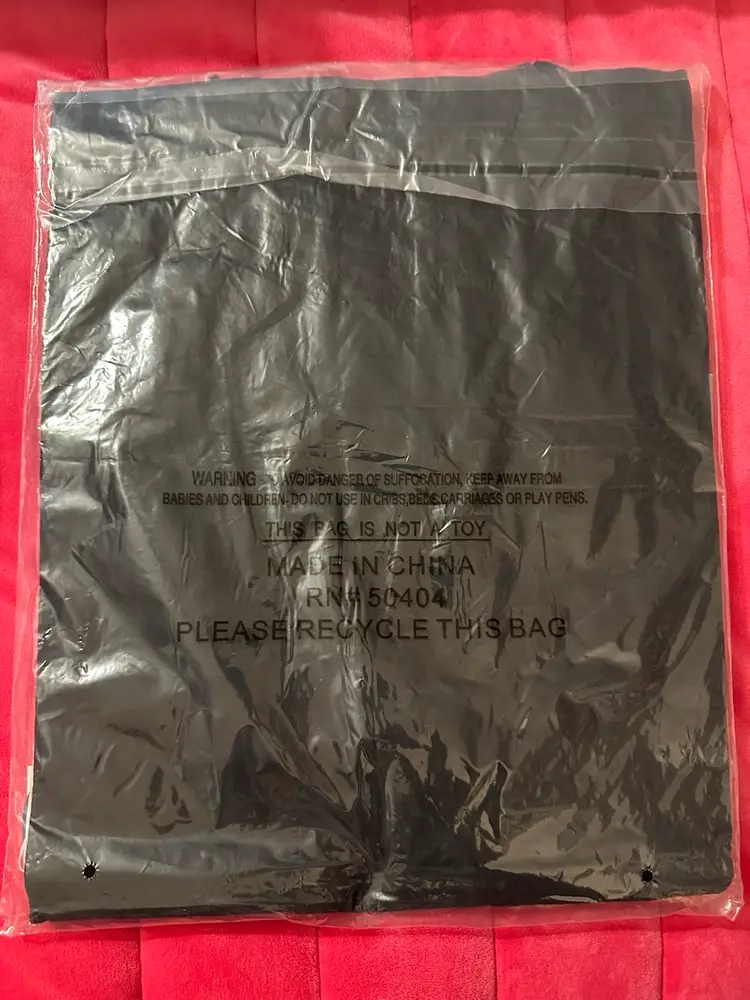 WARNING - TO AVOID DANGER OF SUFFOCATION, KEEP AWAY FROM
BABIES AND CHILDREN- DO NOT USE IN CRIBS,BEDS,CARRIAGES OR PLAY PENS.
THIS BAG IS NOT A TOY
MADE IN CHINA
RN# 50404
PLEASE RECYCLE THIS BAG